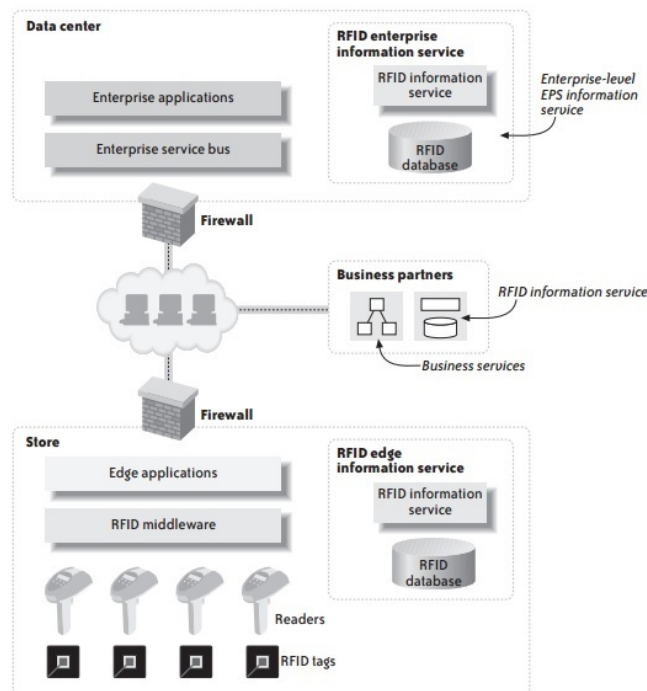 Data center
RFID enterprise
information service
RFID information
service
Enterprise applications
Enterprise service bus
RFID
database
Enterprise-level
EPS information
service
Firewall
Business partners
RFID information service
Business services
Firewall
Store
RFID edge
information service
Edge applications
RFID information
service
RFID middleware
RFID
database
Readers
RFID tags